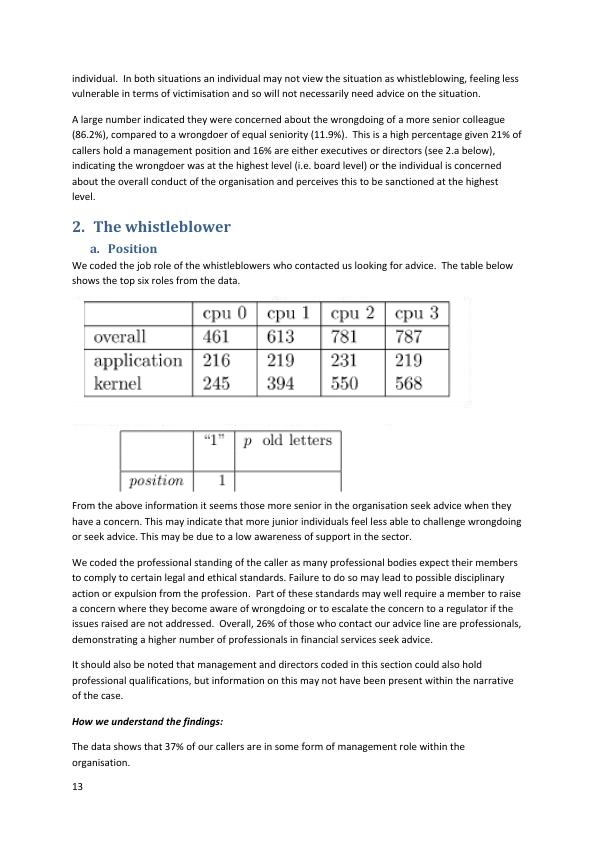 individual.  In both situations an individual may not view the situation as whistleblowing, feeling less
vulnerable in terms of victimisation and so will not necessarily need advice on the situation.
A large number indicated they were concerned about the wrongdoing of a more senior colleague
(86.2%), compared to a wrongdoer of equal seniority (11.9%).  This is a high percentage given 21% of
callers hold a management position and 16% are either executives or directors (see 2.a below),
indicating the wrongdoer was at the highest level (i.e. board level) or the individual is concerned
about the overall conduct of the organisation and perceives this to be sanctioned at the highest
level.
2. The whistleblower
a. Position
We coded the job role of the whistleblowers who contacted us looking for advice.  The table below
shows the top six roles from the data.
cpu 0 cpu 1 cpu 2 cpu 3
overall 461 613 781 787
application 216 219 231 219
kernel 245 394 550 568
“1” p old letters
position 1
From the above information it seems those more senior in the organisation seek advice when they
have a concern. This may indicate that more junior individuals feel less able to challenge wrongdoing
or seek advice. This may be due to a low awareness of support in the sector.
We coded the professional standing of the caller as many professional bodies expect their members
to comply to certain legal and ethical standards. Failure to do so may lead to possible disciplinary
action or expulsion from the profession.  Part of these standards may well require a member to raise
a concern where they become aware of wrongdoing or to escalate the concern to a regulator if the
issues raised are not addressed.  Overall, 26% of those who contact our advice line are professionals,
demonstrating a higher number of professionals in financial services seek advice.
It should also be noted that management and directors coded in this section could also hold
professional qualifications, but information on this may not have been present within the narrative
of the case.
How we understand the findings:
The data shows that 37% of our callers are in some form of management role within the
organisation.
13